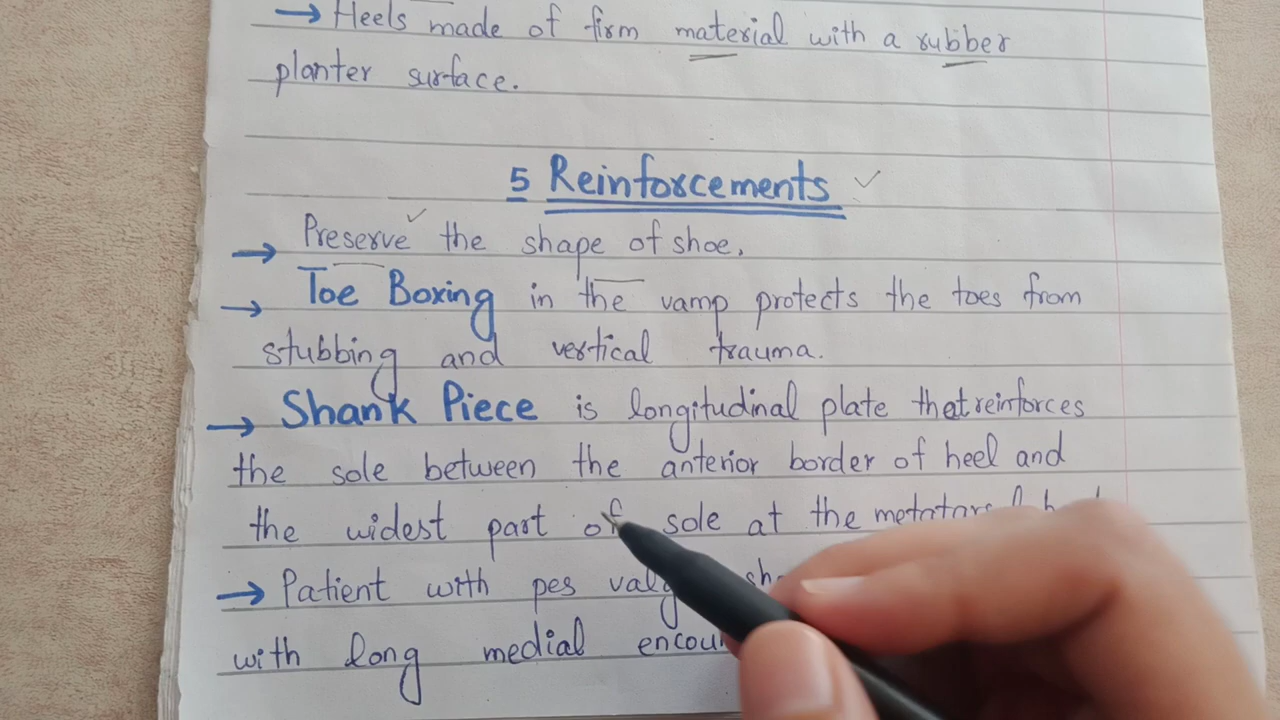 → Heels made of firm material with a rubber
planter surface.
5 Reinforcements ✓
→ Preserve the shape of shoe.
→ Toe Boxing in the vamp protects the toes from
stubbing and vertical trauma.
→ Shank Piece is longitudinal plate that reinforces
the sole between the anterior border of heel and
the widest part of sole at the
→ Patient with pes
with long medial